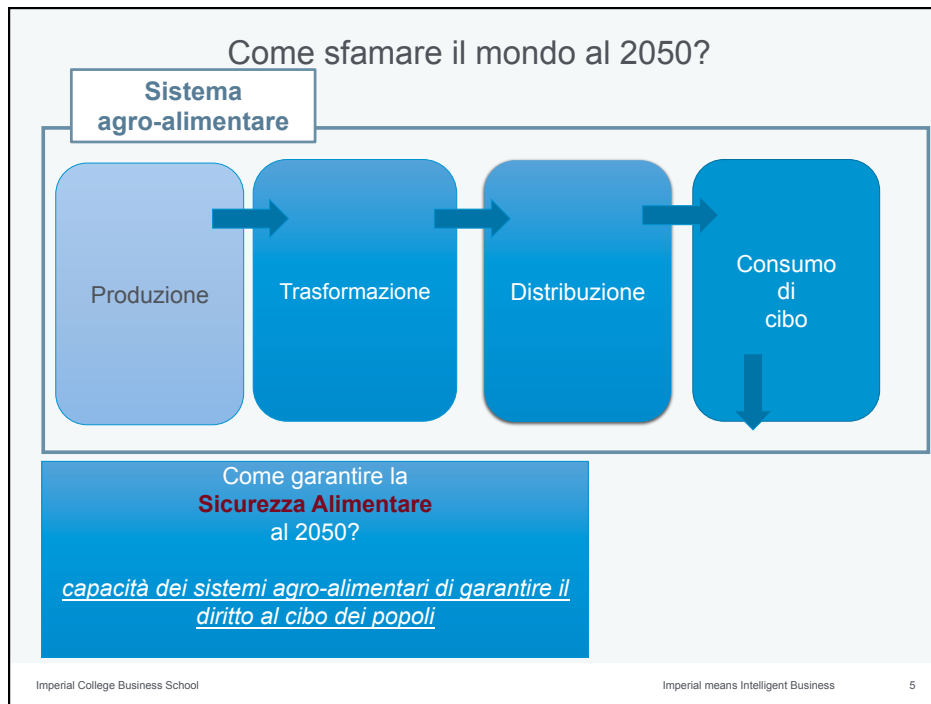 Come sfamare il mondo al 2050?
Sistema
agro-alimentare
Produzione
Trasformazione
Distribuzione
Consumo
di
cibo
Come garantire la
Sicurezza Alimentare
al 2050?
capacità dei sistemi agro-alimentari di garantire il
diritto al cibo dei popoli
Imperial College Business School
Imperial means Intelligent Business
5